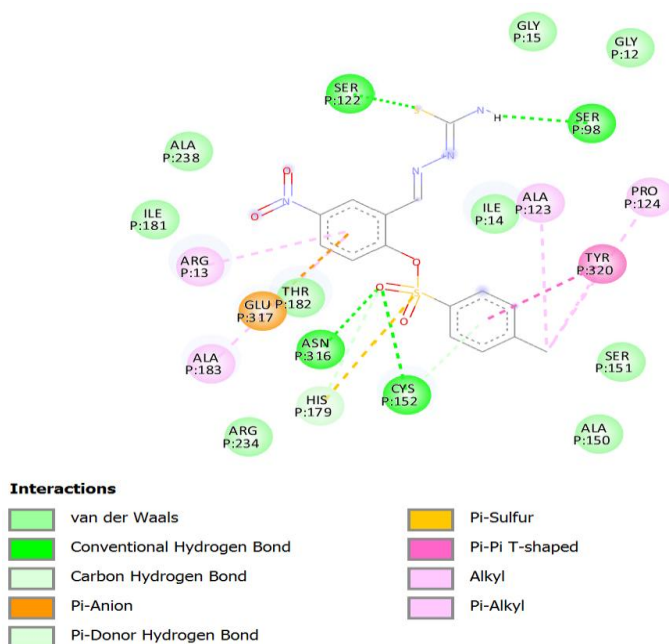 GLY
P:15
GLY
P:12
SER
P:122
SER
P:98
N
H
N
N
S
ALA
P:238
ILE
P:181
O
N
O
ILE
P:14
ALA
P:123
PRO
P:124
ARG
P:13
O
TYR
P:320
GLU
P:317
THR
P:182
O
S
O
ASN
P:316
ALA
P:183
HIS
P:179
CYS
P:152
SER
P:151
ARG
P:234
ALA
P:150
Interactions
van der Waals
Conventional Hydrogen Bond
Carbon Hydrogen Bond
Pi-Anion
Pi-Donor Hydrogen Bond
Pi-Sulfur
Pi-Pi T-shaped
Alkyl
Pi-Alkyl